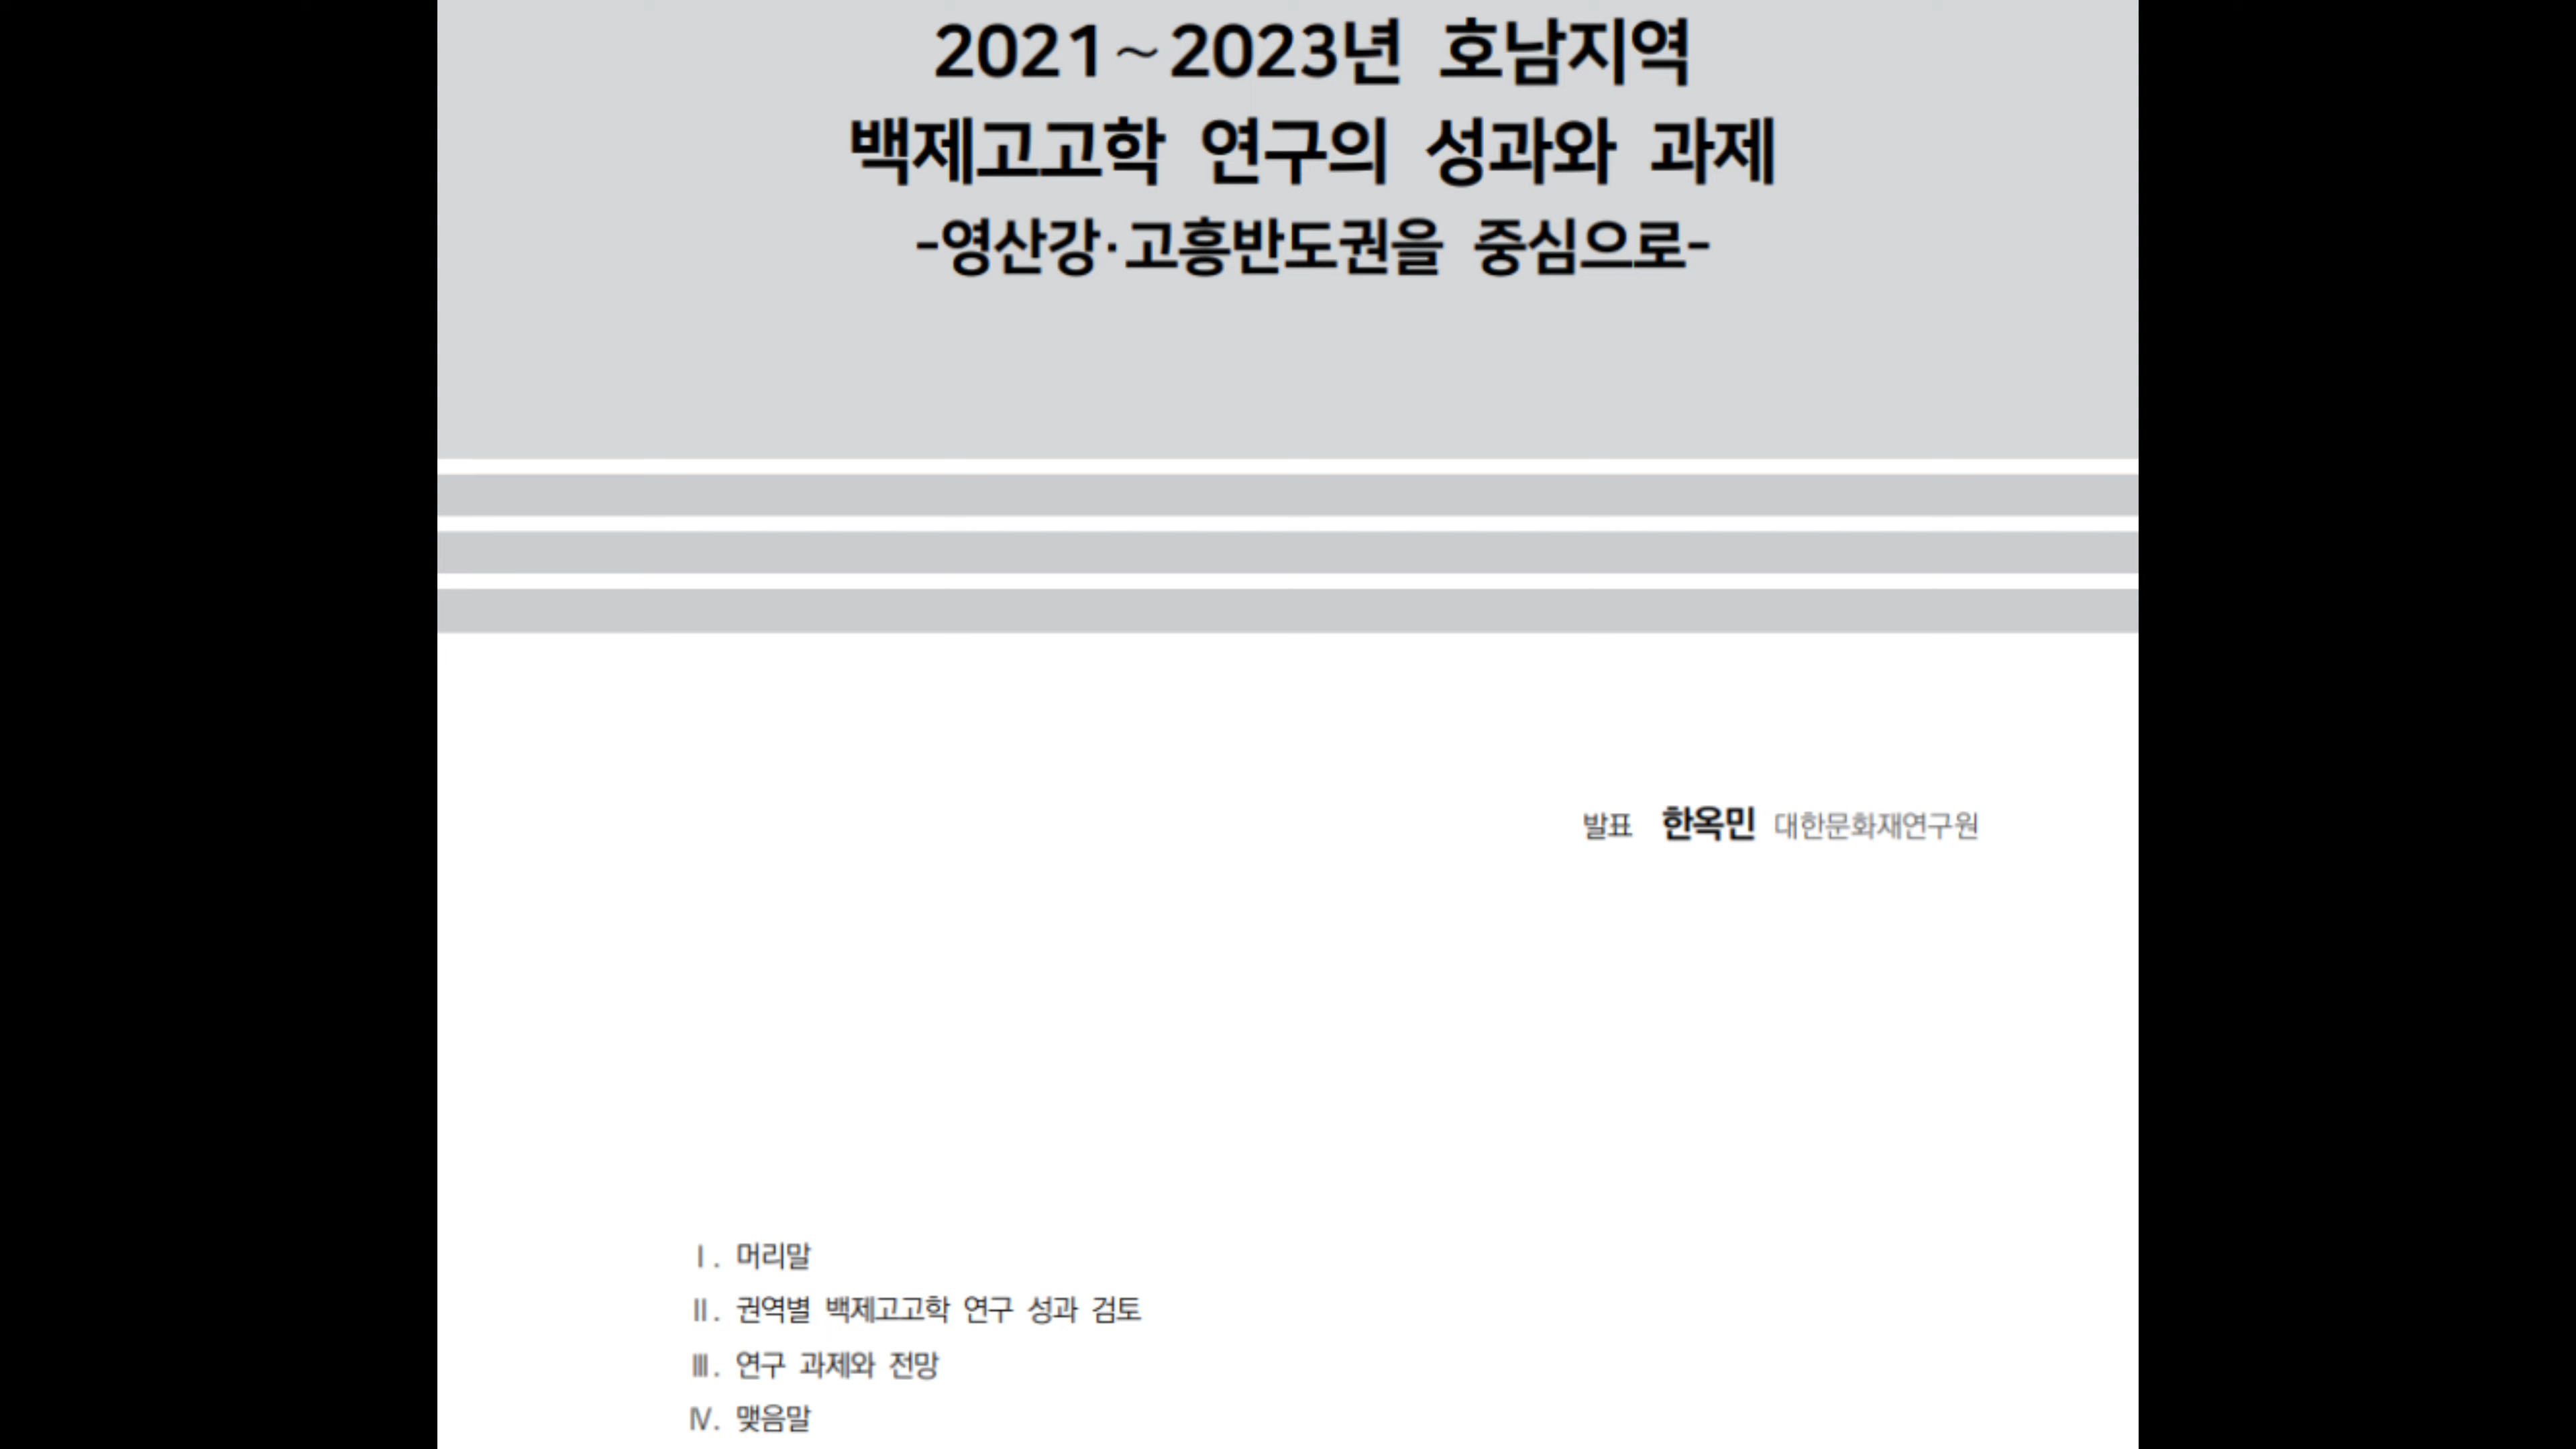 2021～2023년 호남지역
백제고고학 연구의 성과와 과제
-영산강·고흥반도권을 중심으로-
발표 한옥민 대한문화재연구원
Ⅰ. 머리말
Ⅱ. 권역별 백제고고학 연구 성과 검토
Ⅲ. 연구 과제와 전망
Ⅳ. 맺음말